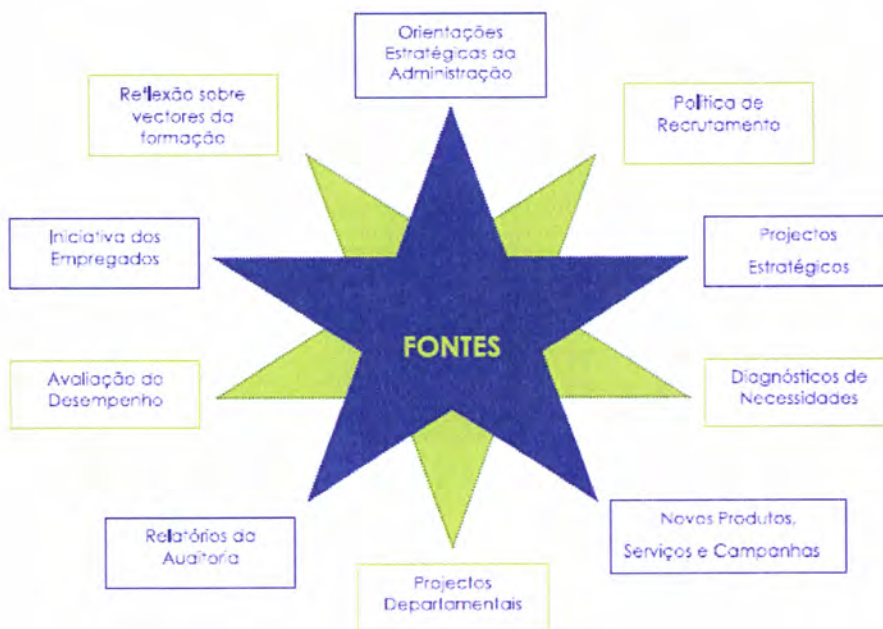 Orientações
Estratégicas da
Administração
Reflexão sobre
vectores da
formação
Política de
Recrutamento
Iniciativa dos
Empregados
Projectos
Estratégicos
FONTES
Avaliação do
Desempenho
Diagnósticos de
Necessidades
Relatórios da
Auditoria
Novos Produtos,
Serviços e Campanhas
Projectos
Departamentais